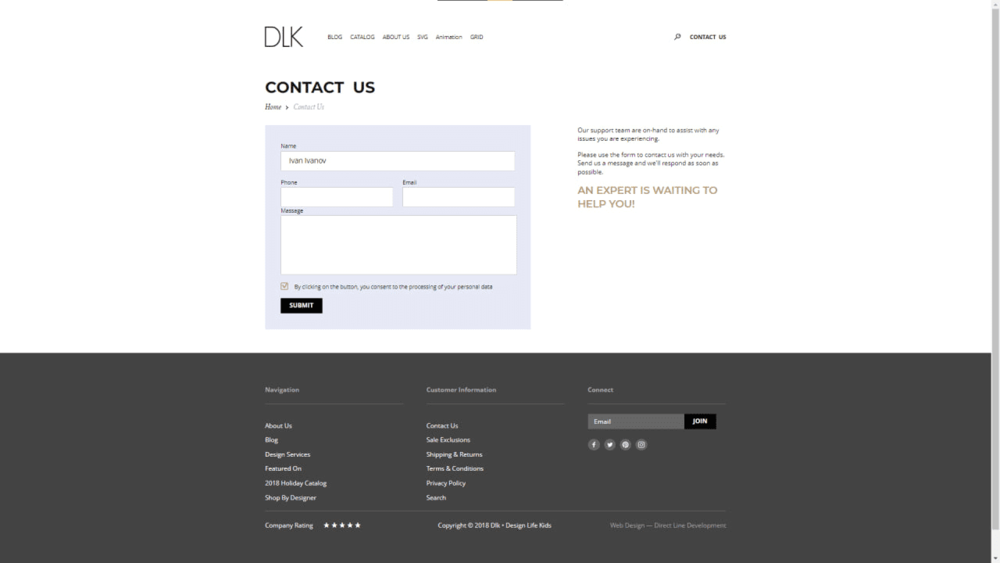 DLK
BLOG CATALOG ABOUT US SVG Animation GRID
CONTACT US
CONTACT US
Home > Contact Us
Name
Ivan Ivanov
Phone
Email
Massage
By clicking on the button, you consent to the processing of your personal data
SUBMIT
Our support team are on-hand to assist with any
issues you are experiencing.
Please use the form to contact us with your needs.
Send us a message and we'll respond as soon as
possible.
AN EXPERT IS WAITING TO
HELP YOU!
Navigation
About Us
Blog
Design Services
Featured On
2018 Holiday Catalog
Shop By Designer
Customer Information
Contact Us
Sale Exclusions
Shipping & Returns
Terms & Conditions
Privacy Policy
Search
Connect
Email
JOIN
Company Rating ★★★★★
Copyright © 2018 Dlk • Design Life Kids
Web Design — Direct Line Development